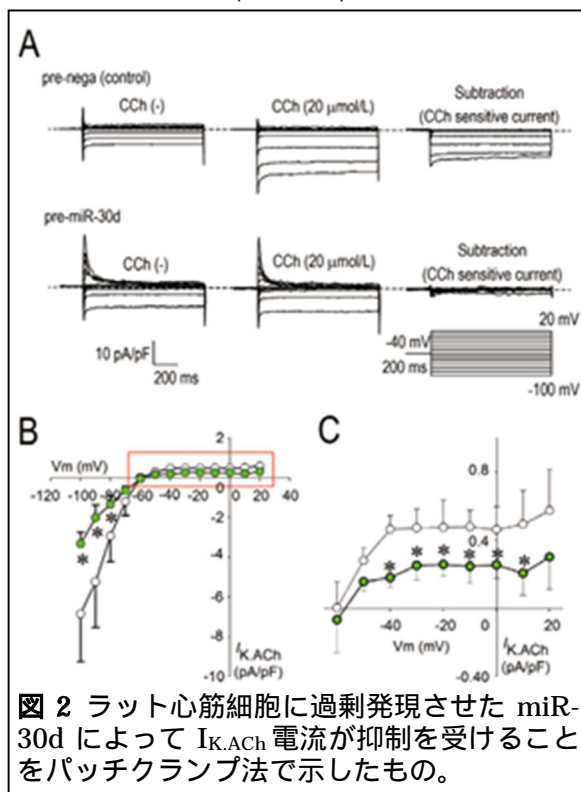 A
pre-nega (control)
CCh (-)
CCh (20 μmol/L)
Subtraction
(CCh sensitive current)
pre-miR-30d
CCh (-)
CCh (20 μmol/L)
Subtraction
(CCh sensitive current)
10 pA/pF
200 ms
20 mV
-40 mV
200 ms
-100 mV
B
Vm (mV)
-120 -100 -80 -60 -40 -20 0 20 40
2
0
-2
-4
-6
-8
-10
IK.ACh
(pA/pF)
* * *
C
0.8
0.4
-0.40
-40 -20 0 20
Vm (mV)
IK.ACh
(pA/pF)
* * * * * *
図 2 ラット心筋細胞に過剰発現させた miR-
30d によって IK.ACh 電流が抑制を受けること
をパッチクランプ法で示したもの。